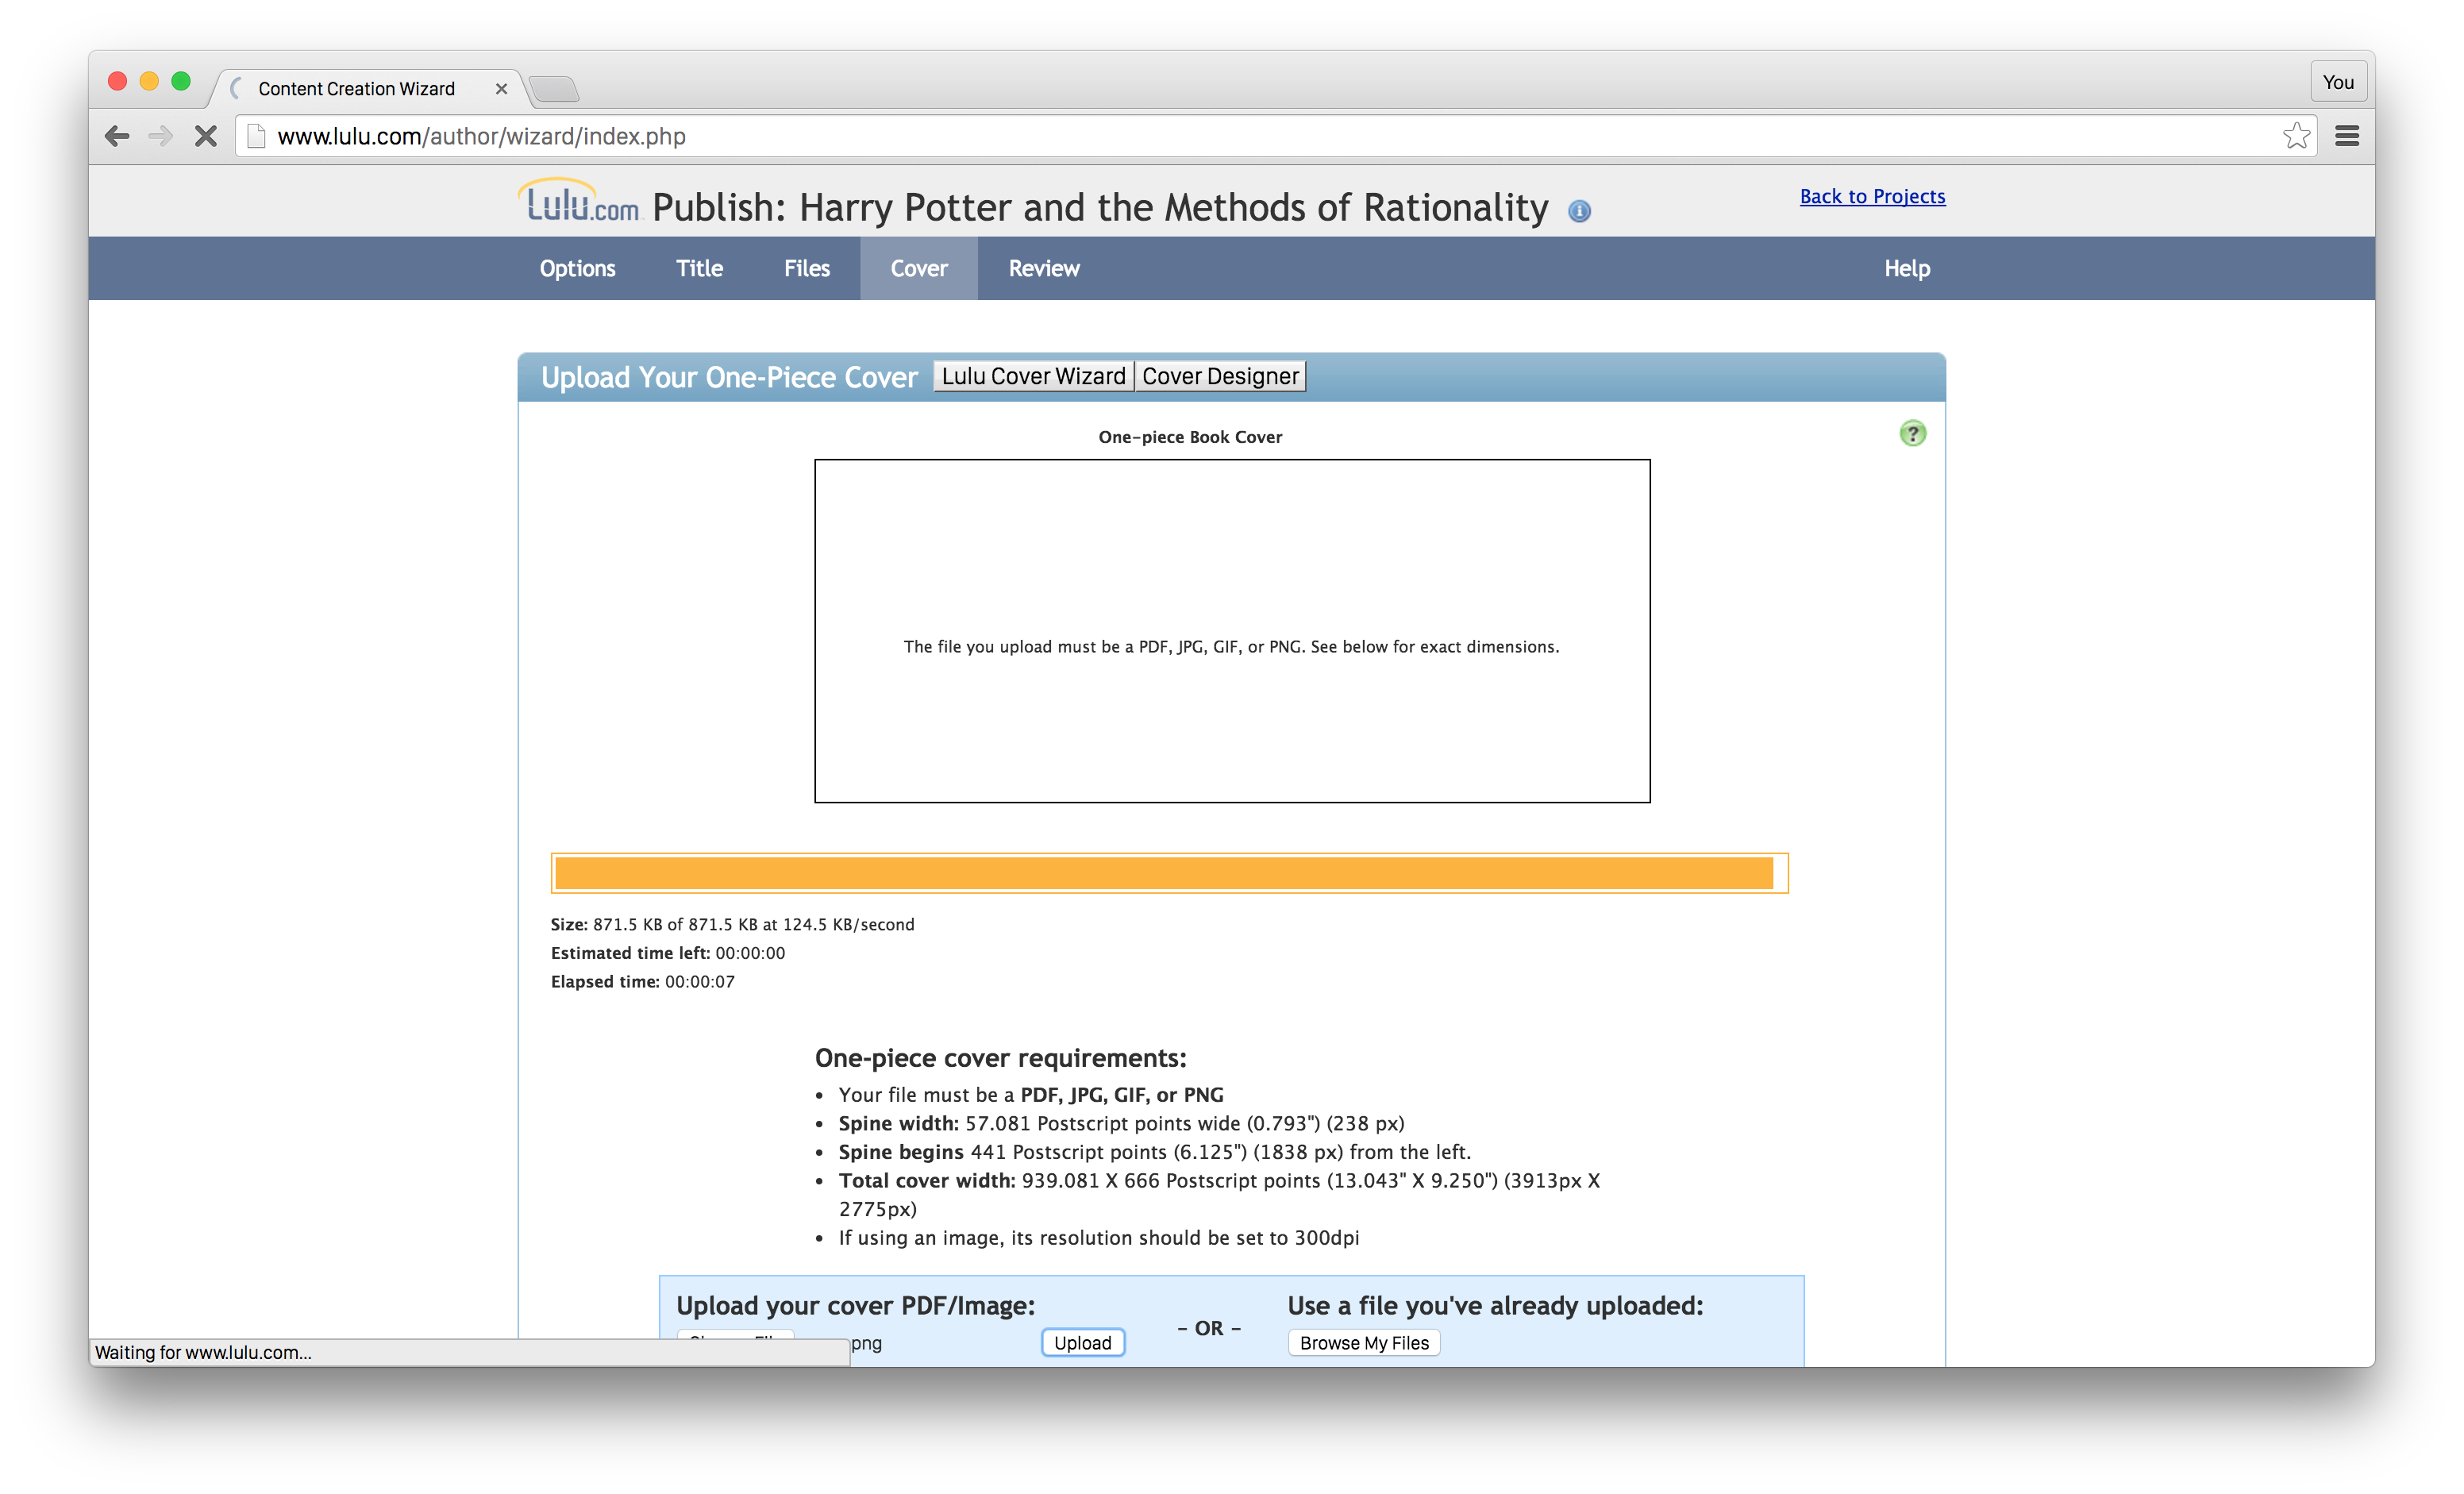 Content Creation Wizard
You
www.lulu.com/author/wizard/index.php
Lulu.com Publish: Harry Potter and the Methods of Rationality
Back to Projects
Options Title Files Cover Review Help
Upload Your One-Piece Cover Lulu Cover Wizard Cover Designer
One-piece Book Cover
?
The file you upload must be a PDF, JPG, GIF, or PNG. See below for exact dimensions.
Size: 871.5 KB of 871.5 KB at 124.5 KB/second
Estimated time left: 00:00:00
Elapsed time: 00:00:07
One-piece cover requirements:
• Your file must be a PDF, JPG, GIF, or PNG
• Spine width: 57.081 Postscript points wide (0.793") (238 px)
• Spine begins 441 Postscript points (6.125") (1838 px) from the left.
• Total cover width: 939.081 X 666 Postscript points (13.043" X 9.250") (3913px X
2775px)
• If using an image, its resolution should be set to 300dpi
Upload your cover PDF/Image:
png
Upload
- OR -
Use a file you've already uploaded:
Browse My Files
Waiting for www.lulu.com...